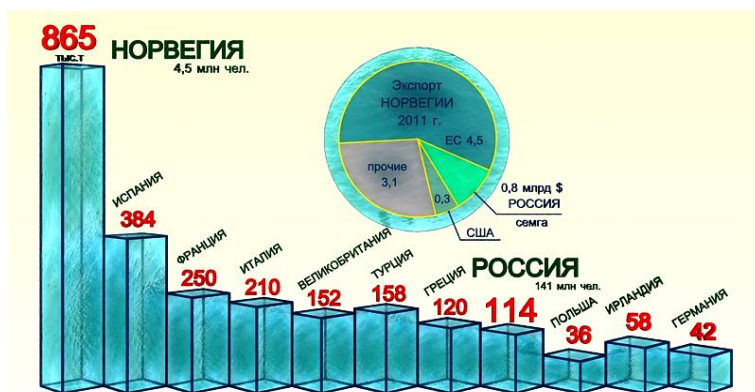 865
тыс.т
НОРВЕГИЯ
4,5 млн чел.
Экспорт
НОРВЕГИИ
2011 г.
ЕС 4,5
прочие
3,1
0,3
0,8 млрд $
РОССИЯ
семга
США
ИСПАНИЯ
384
ФРАНЦИЯ
250
ИТАЛИЯ
210
ВЕЛИКОБРИТАНИЯ
152
ТУРЦИЯ
158
ГРЕЦИЯ
120
РОССИЯ
141 млн чел.
114
ПОЛЬША
36
ИРЛАНДИЯ
58
ГЕРМАНИЯ
42